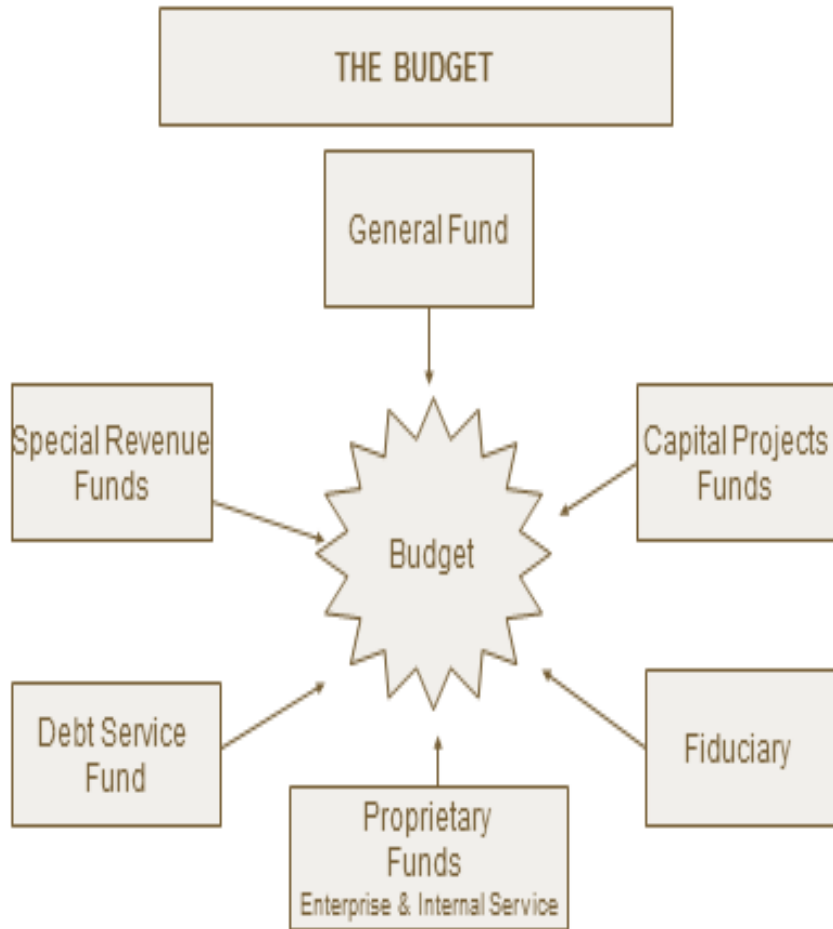 THE BUDGET
General Fund
Special Revenue
Funds
Capital Projects
Funds
Budget
Debt Service
Fund
Fiduciary
Proprietary
Funds
Enterprise & Internal Service